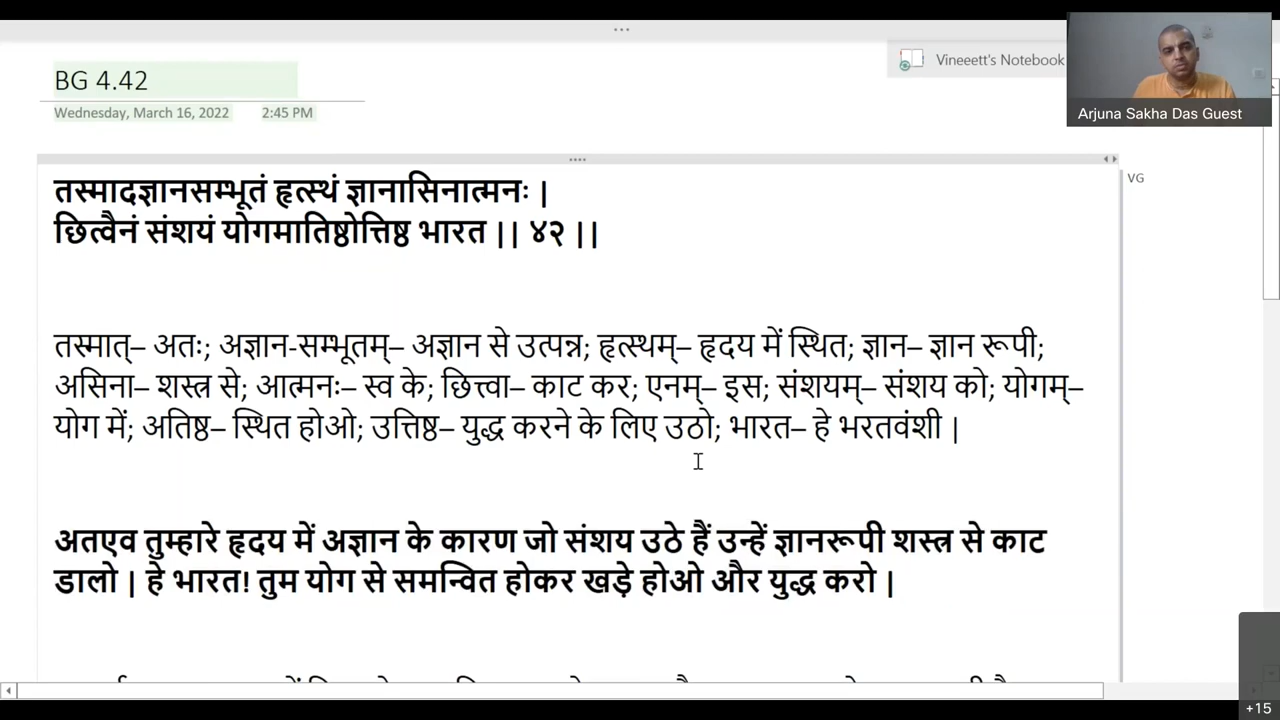 BG 4.42
Vineeett's Notebook
Wednesday, March 16, 2022 2:45 PM
Arjuna Sakha Das Guest
VG
तस्मादज्ञानसम्भूतं हृत्स्थं ज्ञानासिनात्मनः |
छित्वैनं संशयं योगमातिष्ठोत्तिष्ठ भारत || ४२ ||
तस्मात्– अतः; अज्ञान-सम्भूतम्– अज्ञान से उत्पन्न; हृत्स्थम्– हृदय में स्थित; ज्ञान– ज्ञान रूपी;
असिना– शस्त्र से; आत्मनः– स्व के; छित्त्वा– काट कर; एनम्– इस; संशयम्– संशय को; योगम्–
योग में; अतिष्ठ– स्थित होओ; उत्तिष्ठ– युद्ध करने के लिए उठो; भारत– हे भरतवंशी |
अतएव तुम्हारे हृदय में अज्ञान के कारण जो संशय उठे हैं उन्हें ज्ञानरूपी शस्त्र से काट
डालो | हे भारत! तुम योग से समन्वित होकर खड़े होओ और युद्ध करो |
+15